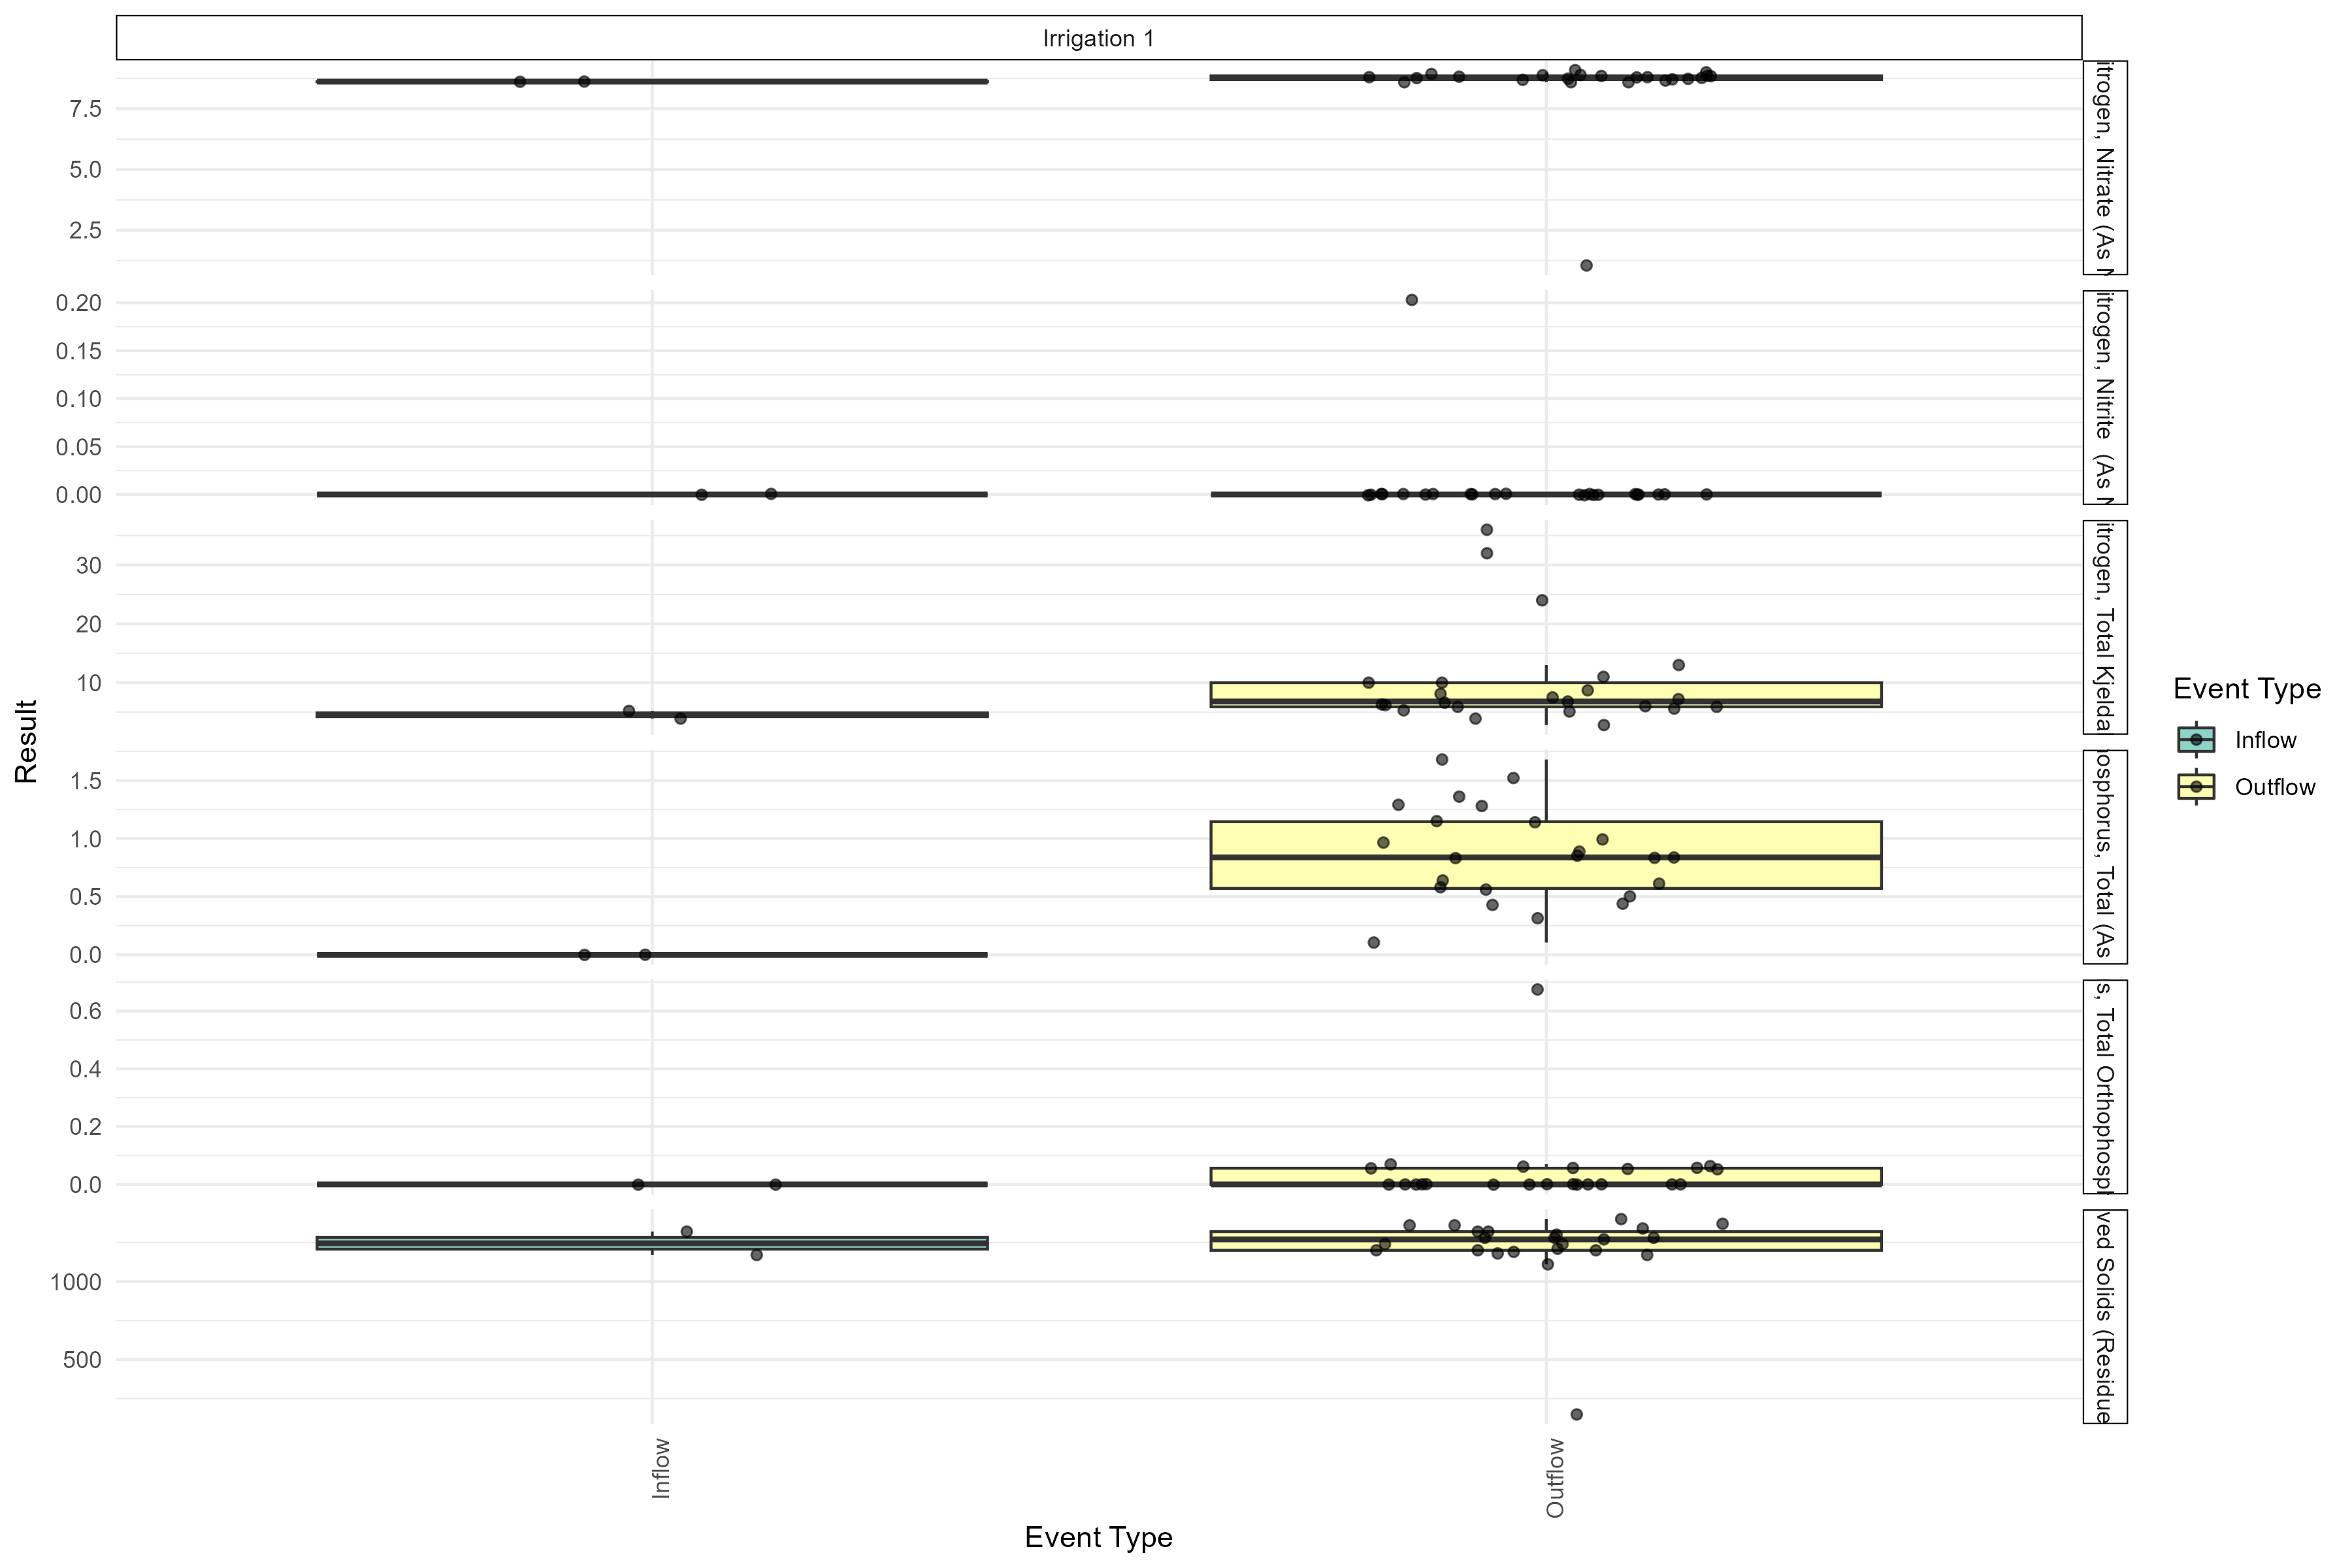 Irrigation 1
7.5
5.0
2.5
itrogen, Nitrate (As N
0.20
0.15
0.10
0.05
0.00
itrogen, Nitrite (As N
30
20
10
itrogen, Total Kjelda
1.5
1.0
0.5
0.0
osphorus, Total (As
0.6
0.4
0.2
0.0
s, Total Orthophosp
1000
500
ved Solids (Residue
Result
Inflow
Outflow
Event Type
Event Type
Inflow
Outflow